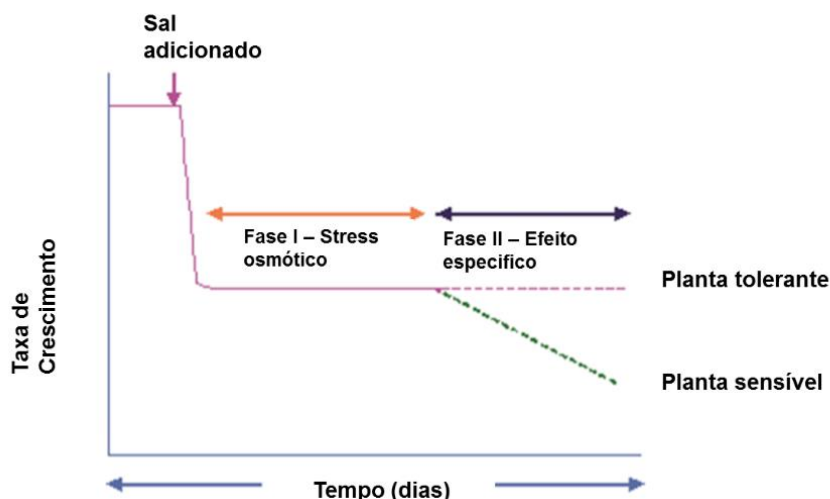 Sal
adicionado
Fase I – Stress
osmótico
Fase II – Efeito
especifico
Planta tolerante
Taxa de
Crescimento
Planta sensível
Tempo (dias)